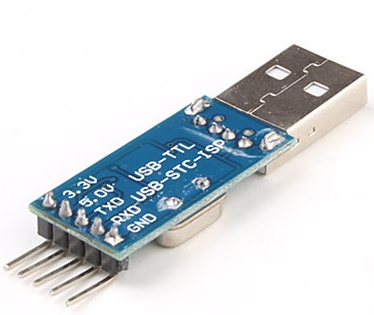 3.3V
5.0V
TXD
RXD
GND
USB-TTL
USB-STC-ISP